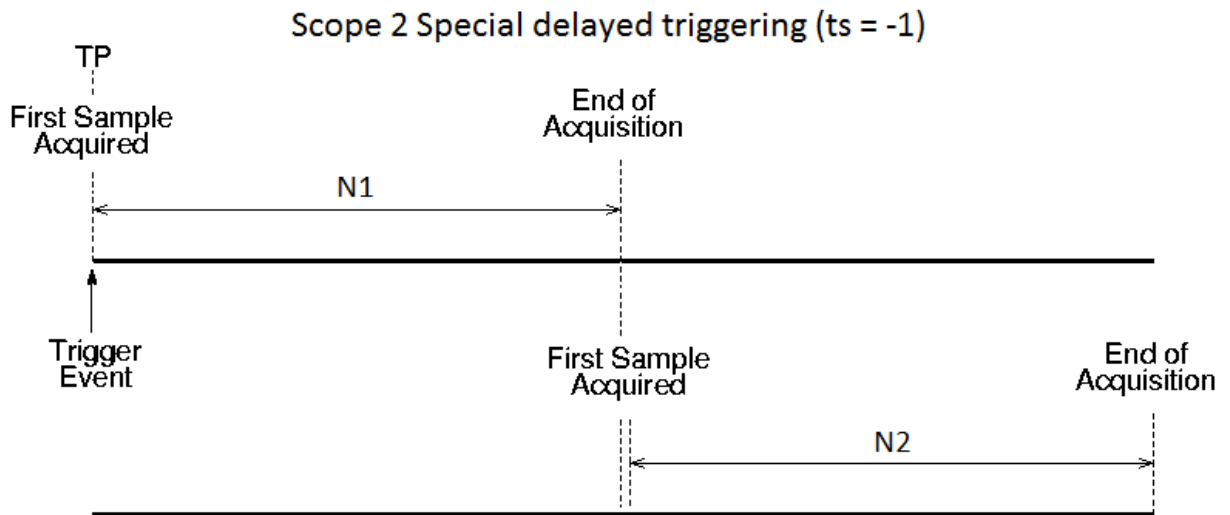 Scope 2 Special delayed triggering (ts = -1)
TP
First Sample
Acquired
End of
Acquisition
N1
Trigger
Event
First Sample
Acquired
End of
Acquisition
N2